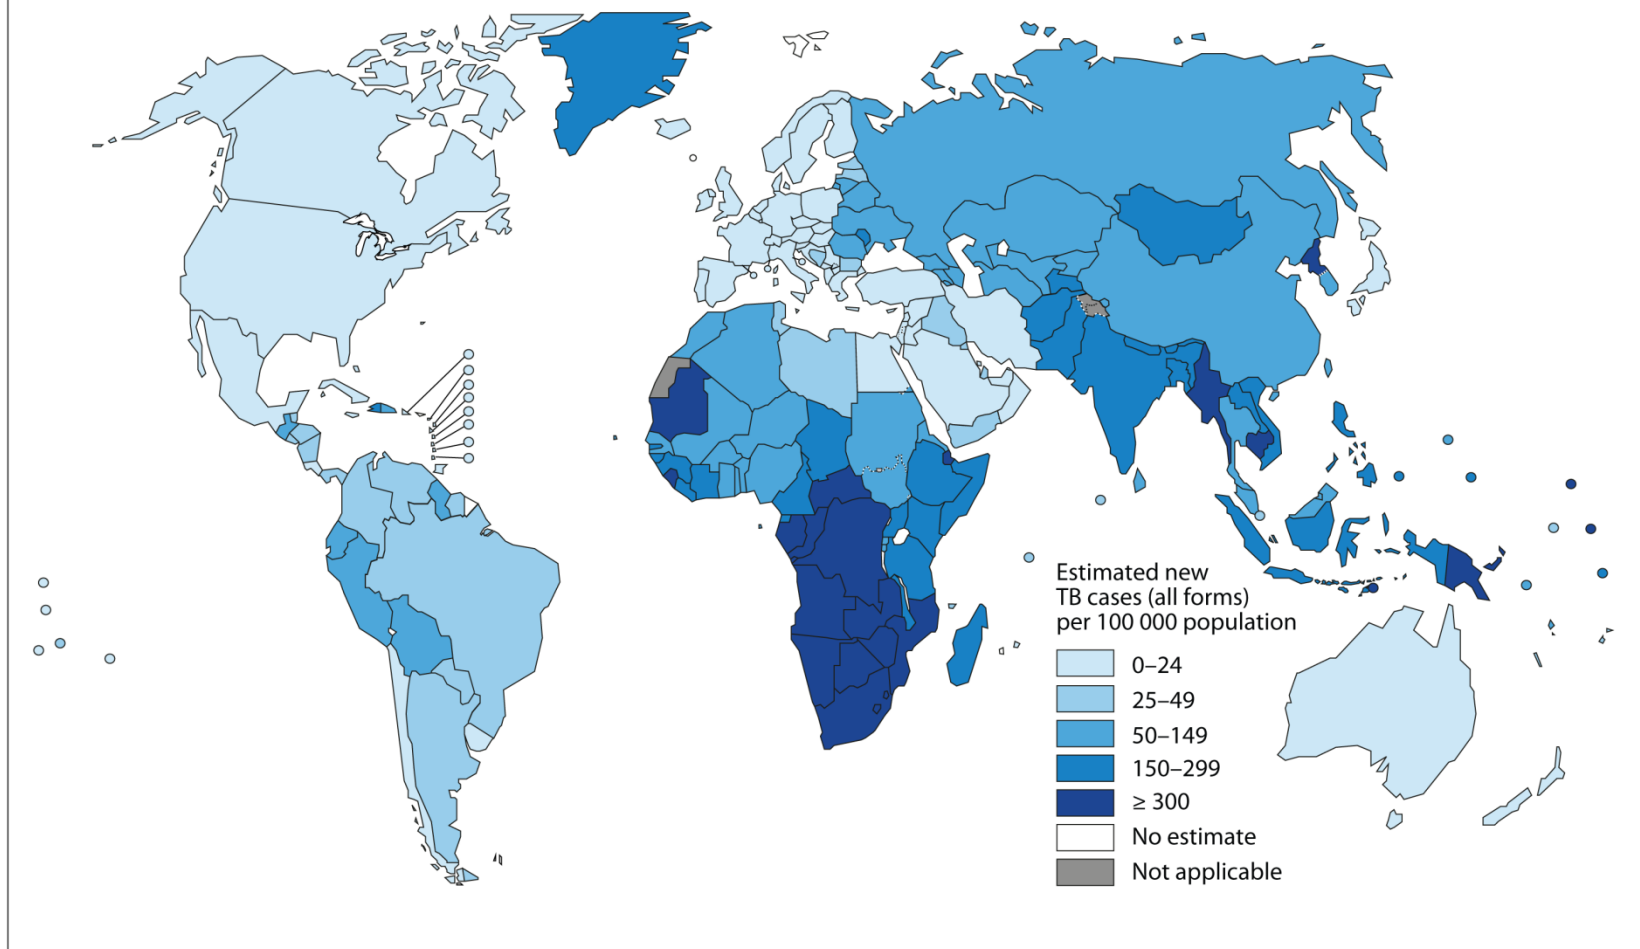 Estimated new
TB cases (all forms)
per 100 000 population
0–24
25–49
50–149
150–299
≥ 300
No estimate
Not applicable